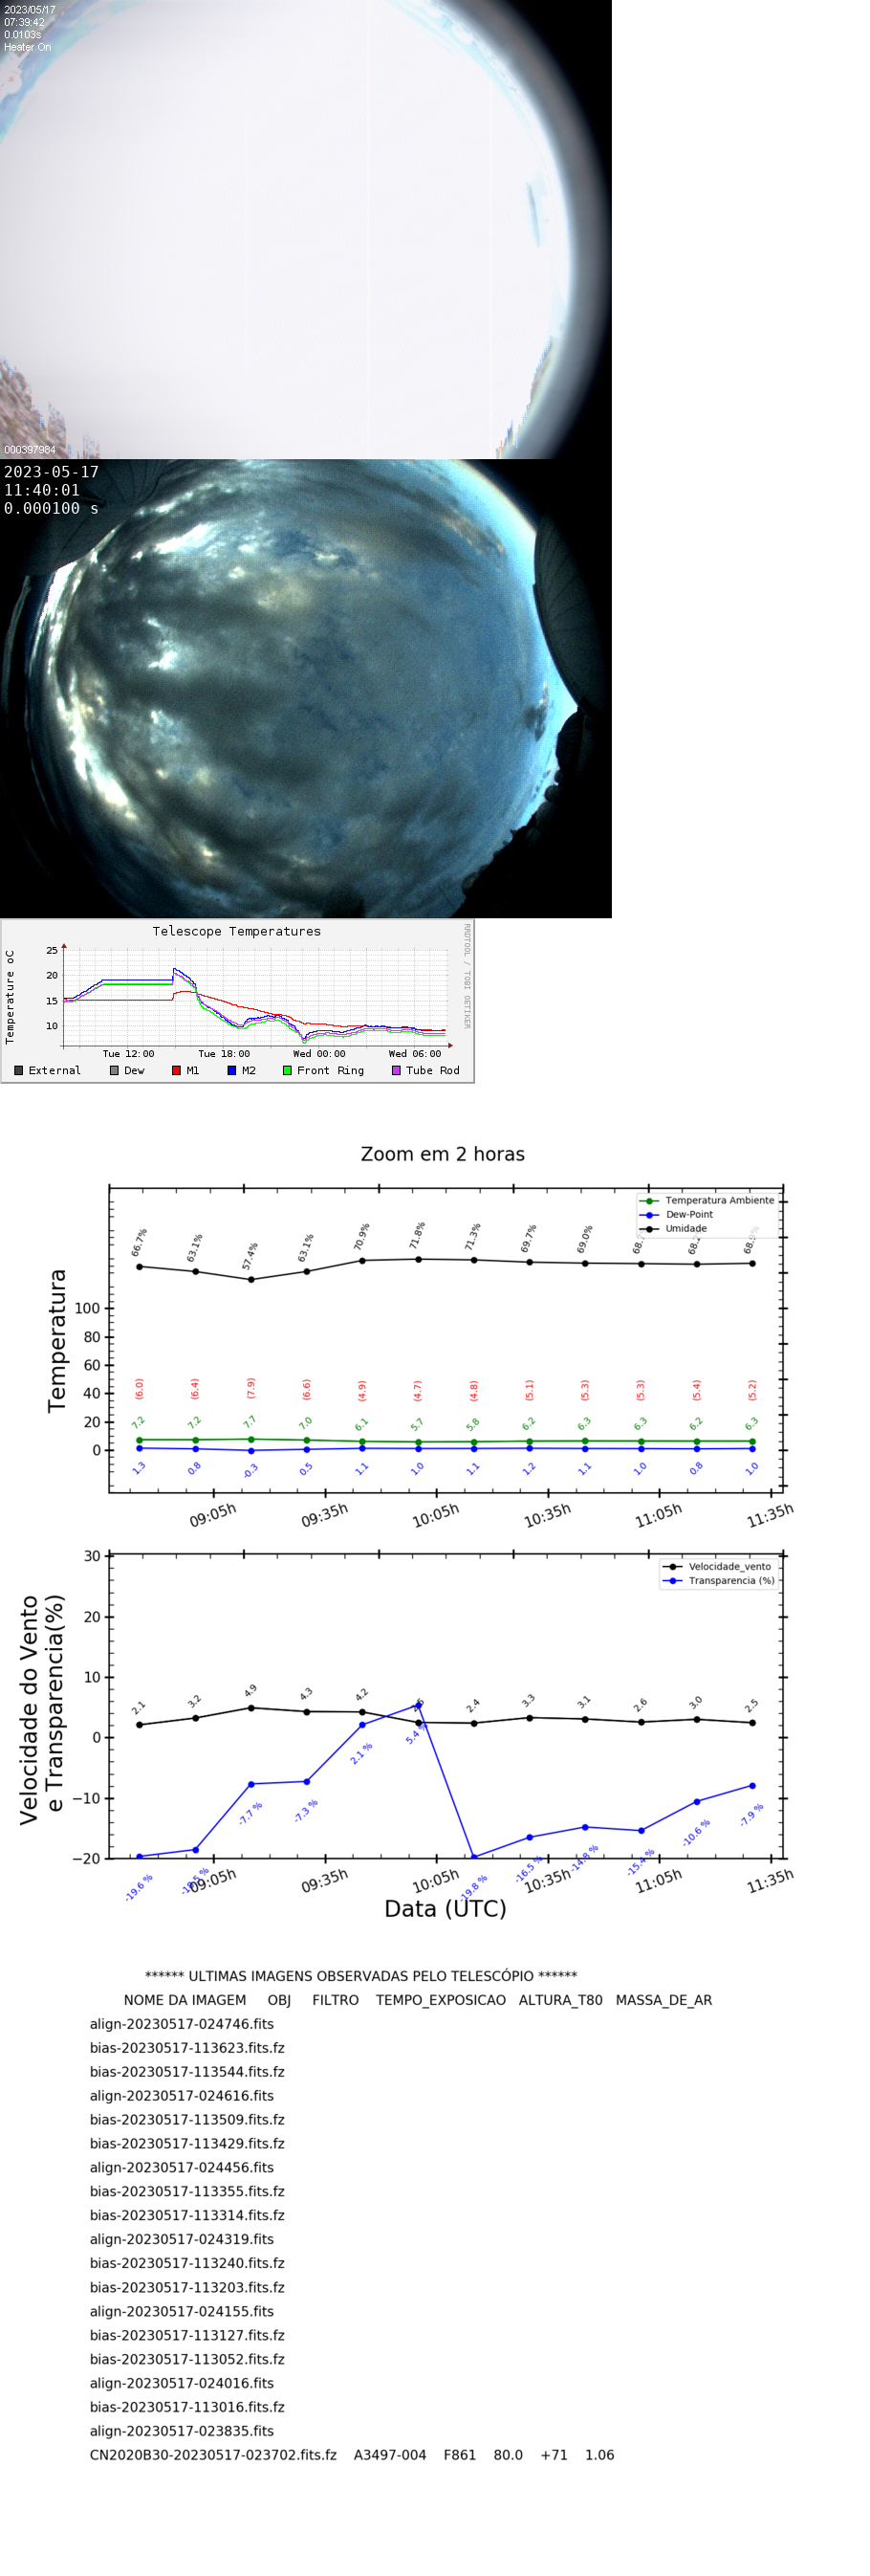 2023/05/17
07:39:42
0.0103s
Heater On
000397984
2023-05-17
11:40:01
0.000100 s
Telescope Temperatures
RRDTOOL / TOBI OETIKER
Temperature oC
25
20
15
10
Tue 12:00 Tue 18:00 Wed 00:00 Wed 06:00
External Dew M1 M2 Front Ring Tube Rod
Zoom em 2 horas
Temperatura Ambiente
Dew-Point
Umidade
66.7% 63.1% 57.4% 63.1% 70.9% 71.8% 71.3% 69.7% 69.0%
Temperatura
100
80
60
40
20
0
(6.0) (6.4) (7.9) (6.6) (4.9) (4.7) (4.8) (5.1) (5.3) (5.3) (5.4) (5.2)
7.2 7.2 7.7 7.0 6.1 5.7 5.8 6.2 6.3 6.3 6.2 6.3
1.3 0.8 -0.3 0.5 1.1 1.0 1.1 1.2 1.1 1.0 0.8 1.0
09:05h 09:35h 10:05h 10:35h 11:05h 11:35h
Velocidade do Vento
e Transparencia(%)
30
20
10
0
−10
−20
Velocidade_vento
Transparencia (%)
2.1 3.2 4.9 4.3 4.2 2.4 3.3 3.1 2.6 3.0 2.5
-19.6 % -7.7 % -7.3 % 2.1 % 5.4 % -19.8 % -16.5 % -10.6 % -7.9 %
09:05h 09:35h 10:05h 10:35h 11:05h 11:35h
Data (UTC)
****** ULTIMAS IMAGENS OBSERVADAS PELO TELESCÓPIO ******
NOME DA IMAGEM OBJ FILTRO TEMPO_EXPOSICAO ALTURA_T80 MASSA_DE_AR
align-20230517-024746.fits
bias-20230517-113623.fits.fz
bias-20230517-113544.fits.fz
align-20230517-024616.fits
bias-20230517-113509.fits.fz
bias-20230517-113429.fits.fz
align-20230517-024456.fits
bias-20230517-113355.fits.fz
bias-20230517-113314.fits.fz
align-20230517-024319.fits
bias-20230517-113240.fits.fz
bias-20230517-113203.fits.fz
align-20230517-024155.fits
bias-20230517-113127.fits.fz
bias-20230517-113052.fits.fz
align-20230517-024016.fits
bias-20230517-113016.fits.fz
align-20230517-023835.fits
CN2020B30-20230517-023702.fits.fz A3497-004 F861 80.0 +71 1.06